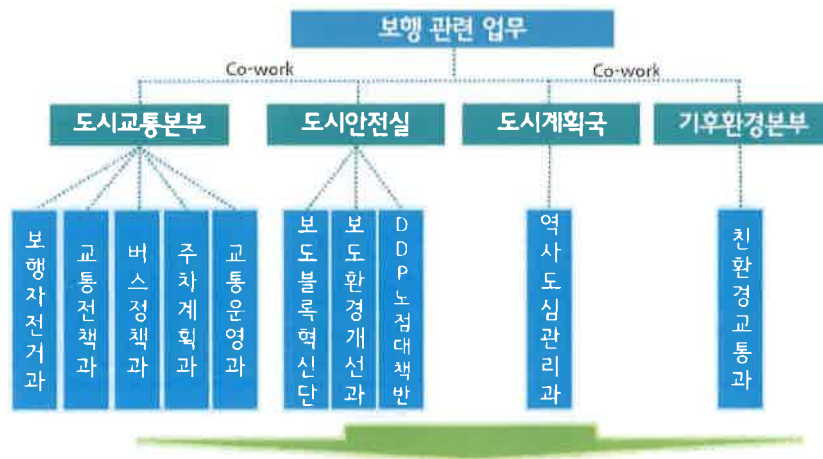 보행 관련 업무
Co-work
Co-work
도시교통본부
도시안전실
도시계획국
기후환경본부
보행자전거과
교통전책과
버스정책과
주차계획과
교통운영과
보도블록혁신단
보도환경개선과
DDP노점대책반
역사도심관리과
친환경교통과